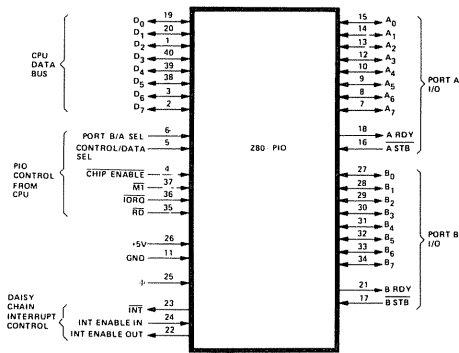 CPU DATA BUS
D0 19
D1 20
D2 1
D3 40
D4 39
D5 38
D6 3
D7 2
PIO CONTROL FROM CPU
PORT B/A SEL 6
CONTROL/DATA SEL 5
CHIP ENABLE 4
M1 37
IORQ 36
RD 35
+5V 26
GND 11
ɸ 25
DAISY CHAIN INTERRUPT CONTROL
INT 23
INT ENABLE IN 24
INT ENABLE OUT 22
Z80-PIO
15 A0
14 A1
13 A2
12 A3
10 A4
9 A5
8 A6
7 A7
18 A RDY
16 A STB
PORT A I/O
27 B0
28 B1
29 B2
30 B3
31 B4
32 B5
33 B6
34 B7
21 B RDY
17 B STB
PORT B I/O